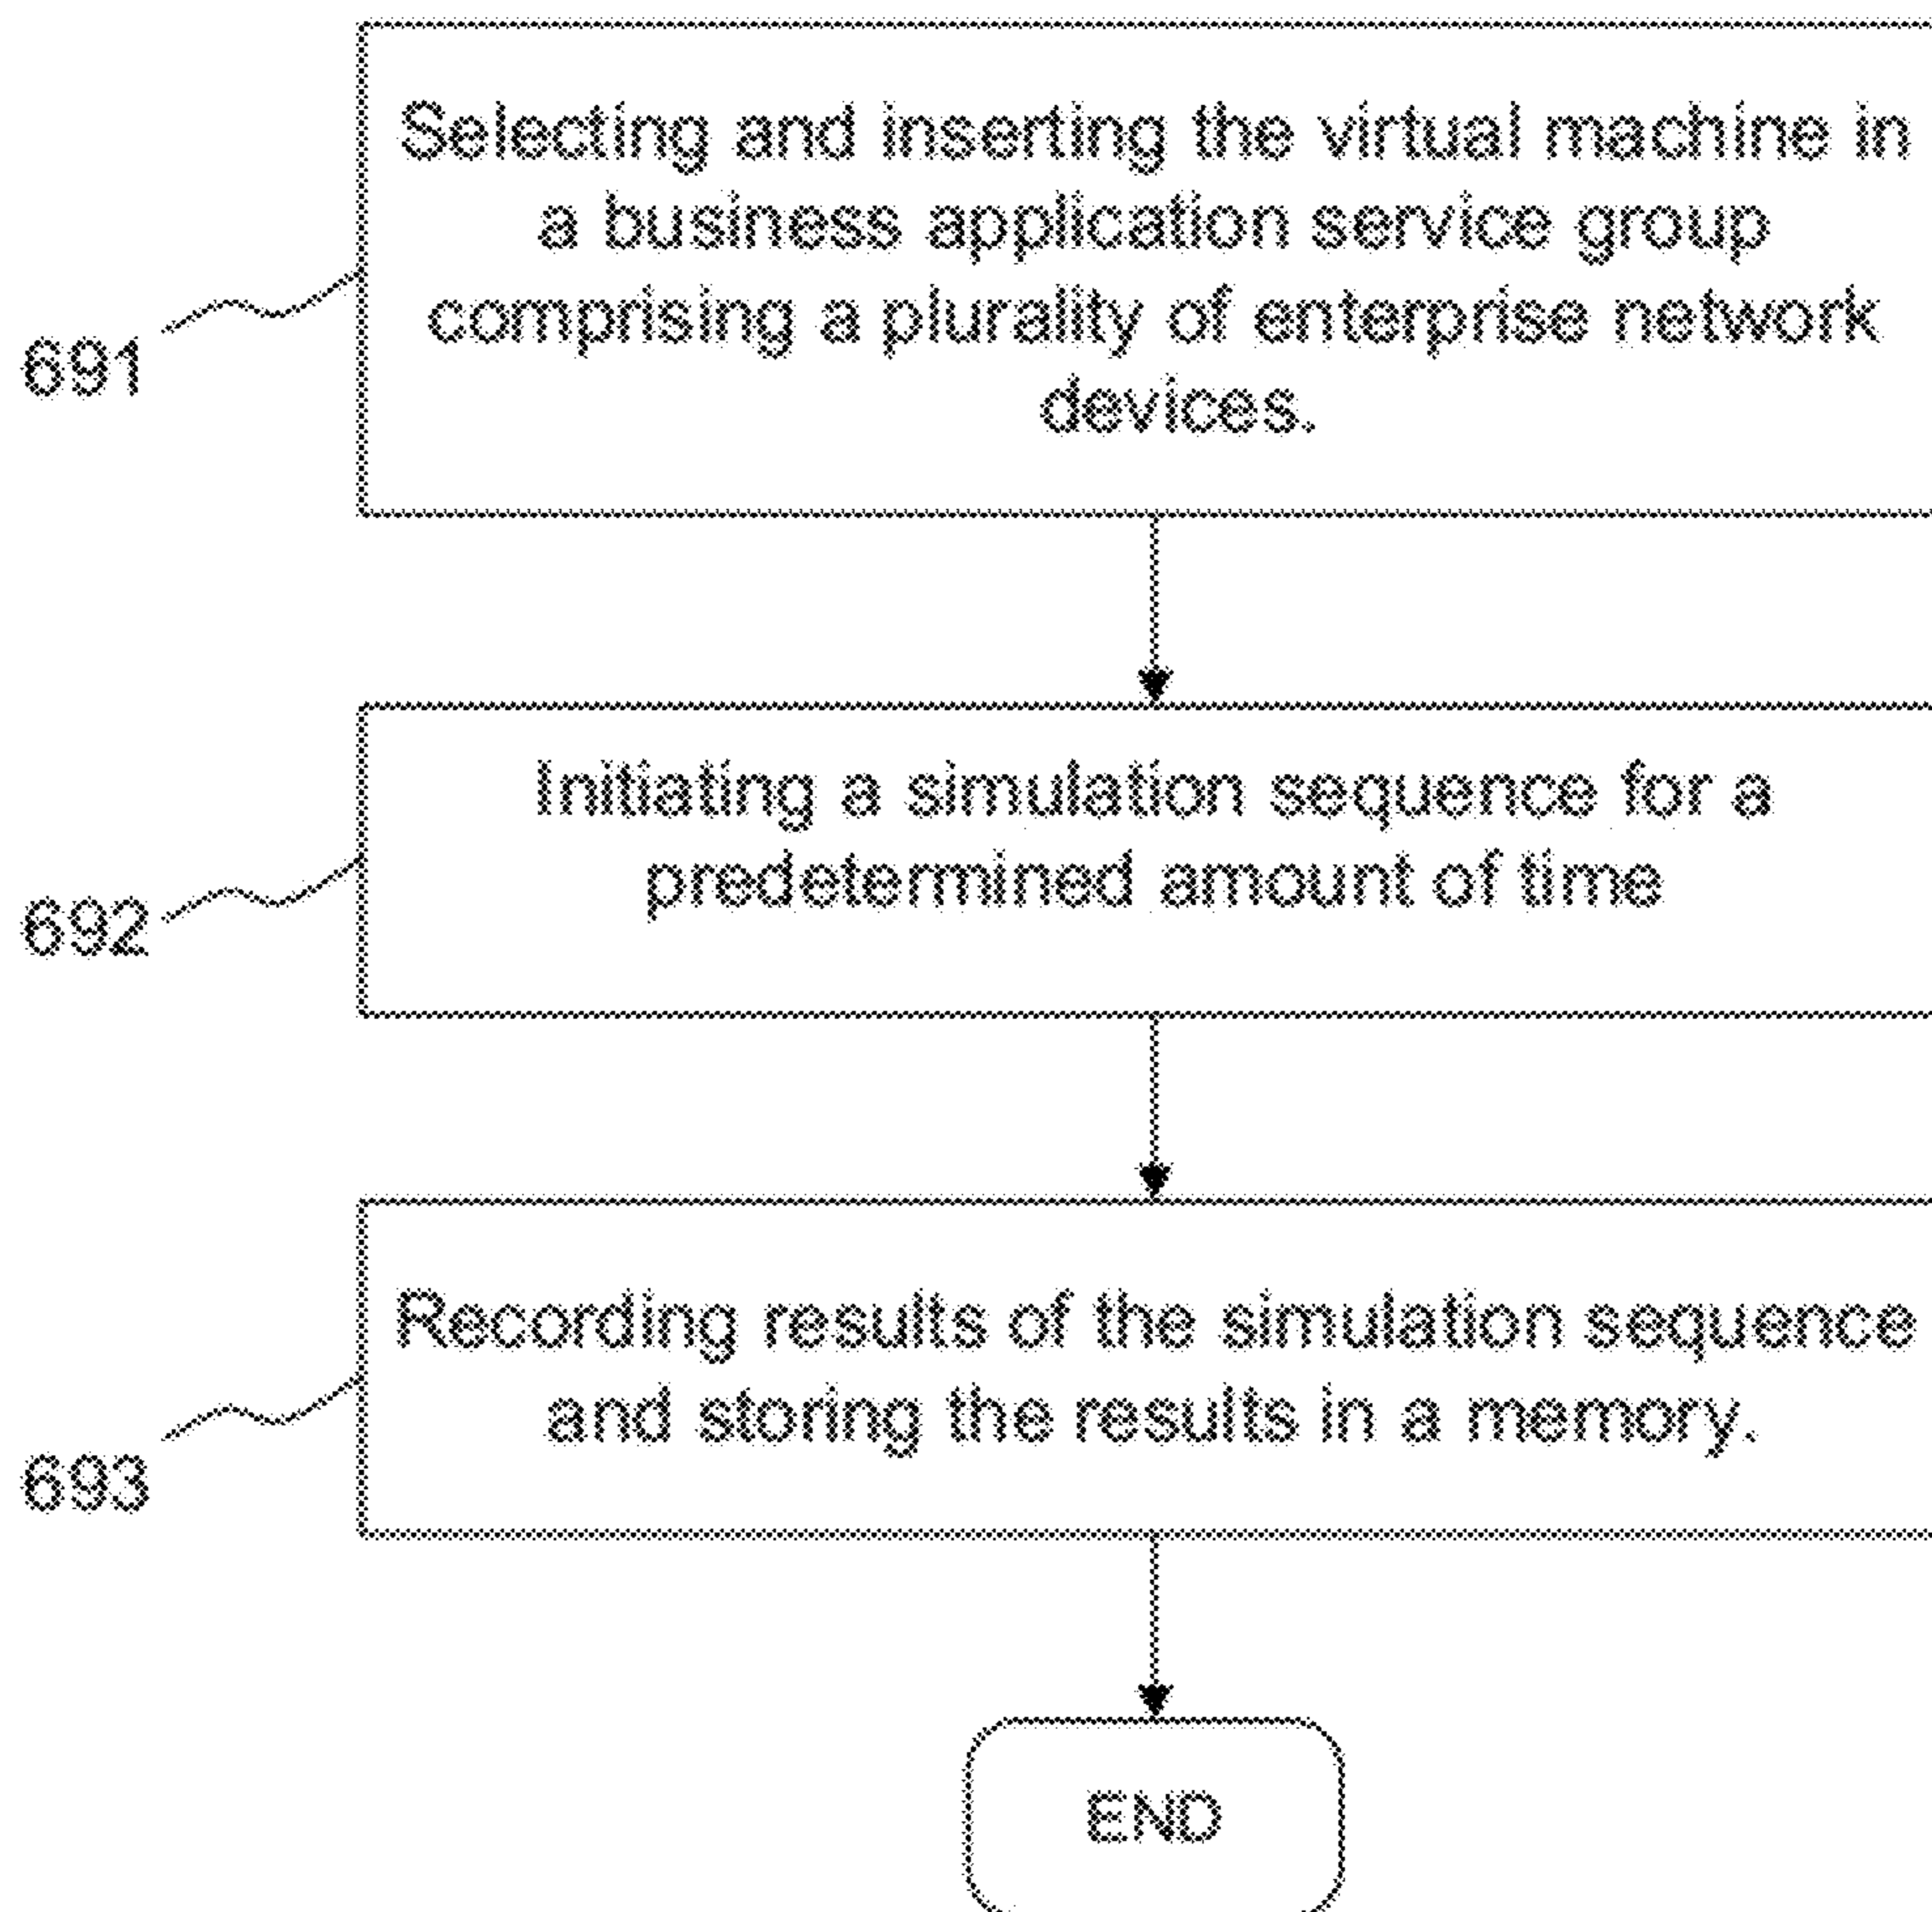 Selecting and inserting the virtual machine in
a business application service group
comprising a plurality of enterprise network
devices.
691
Initiating a simulation sequence for a
predetermined amount of time
692
Recording results of the simulation sequence
and storing the results in a memory.
693
END